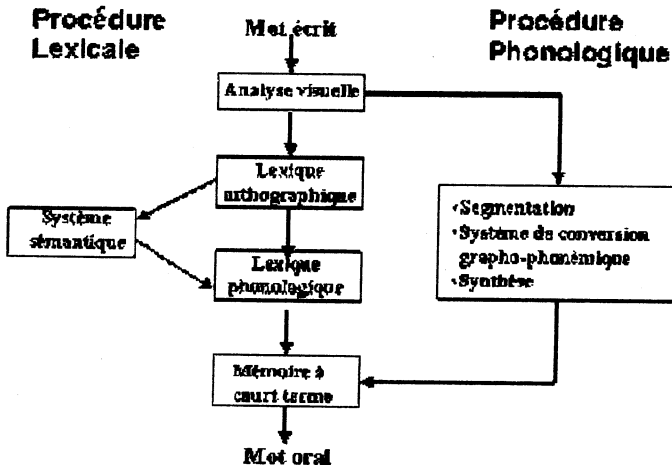 Procédure
Lexicale
Mot écrit
Procédure
Phonologique
Analyse visuelle
Lexique
orthographique
Système
sémantique
Lexique
phonologique
•Segmentation
•Système de conversion
grapho-phonémique
•Synthèse
Mémoire à
court terme
Mot oral